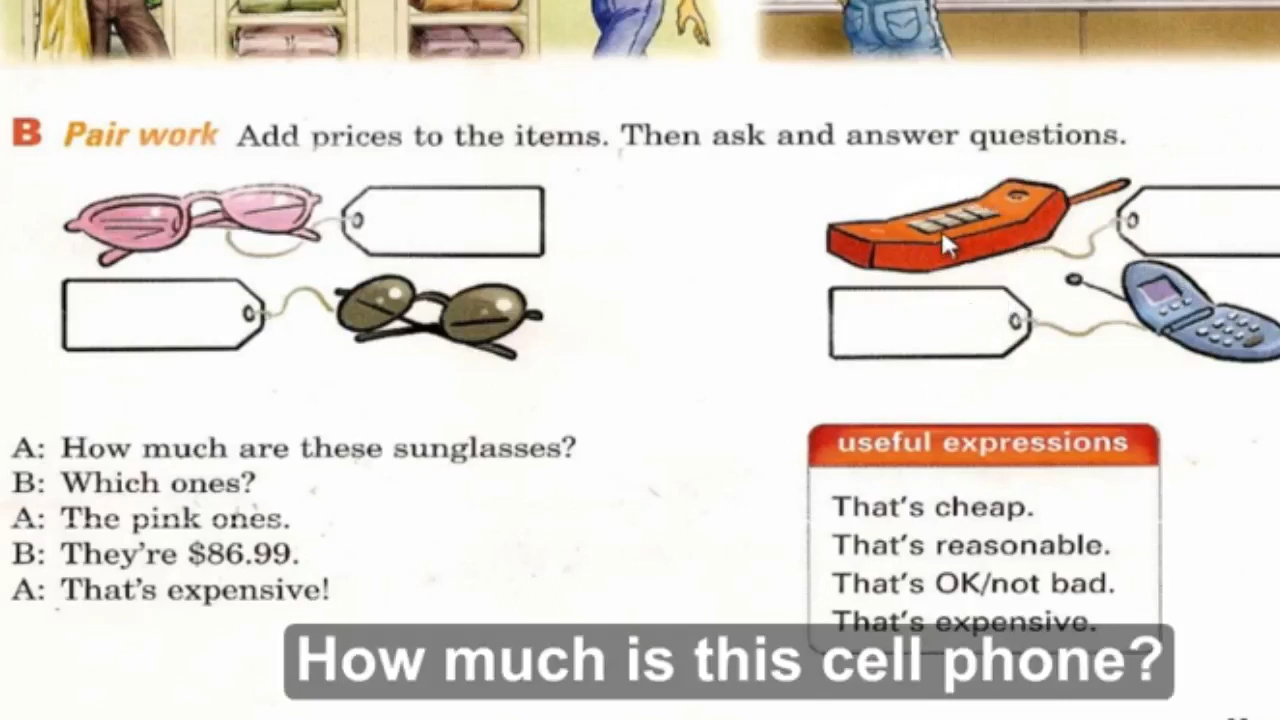 B Pair work Add prices to the items. Then ask and answer questions.
A: How much are these sunglasses?
B: Which ones?
A: The pink ones.
B: They're $86.99.
A: That's expensive!
useful expressions
That's cheap.
That's reasonable.
That's OK/not bad.
That's expensive.
How much is this cell phone?